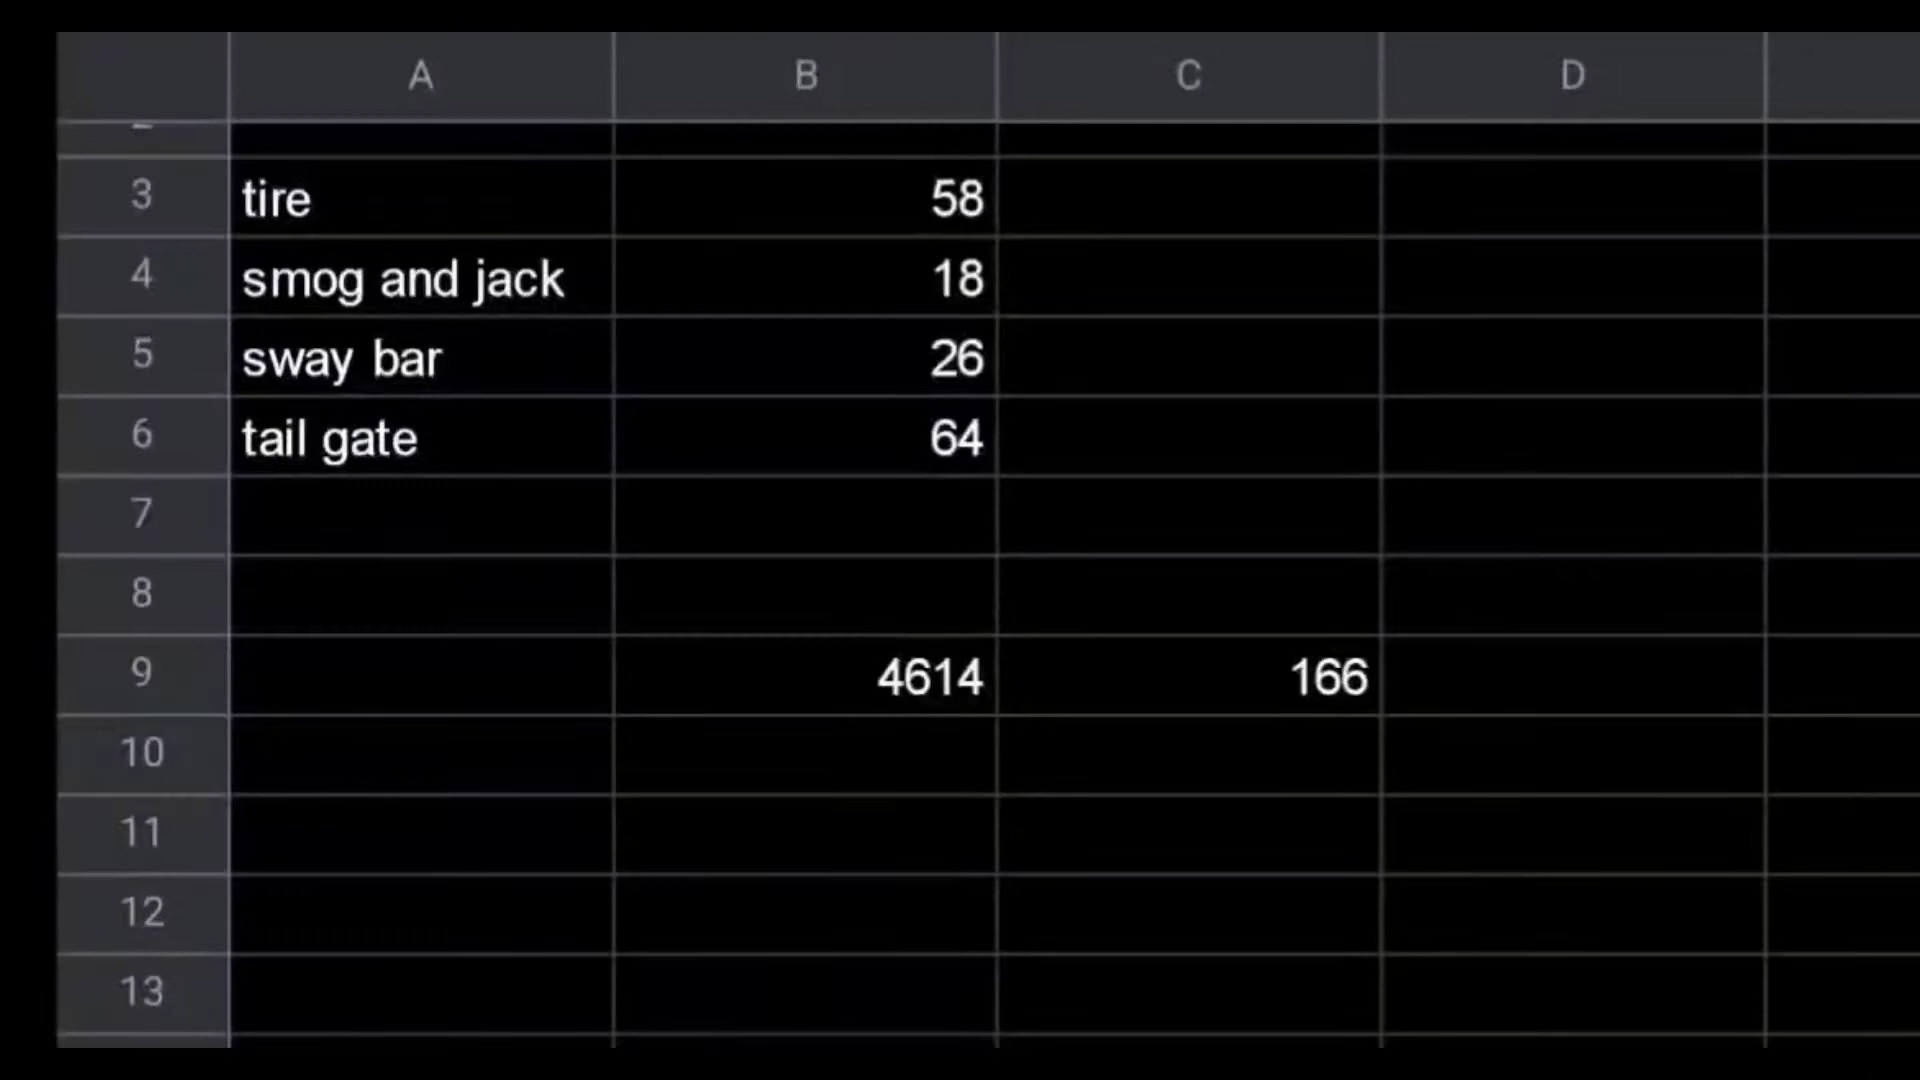 A B C D
3 tire 58
4 smog and jack 18
5 sway bar 26
6 tail gate 64
7
8
9 4614 166
10
11
12
13